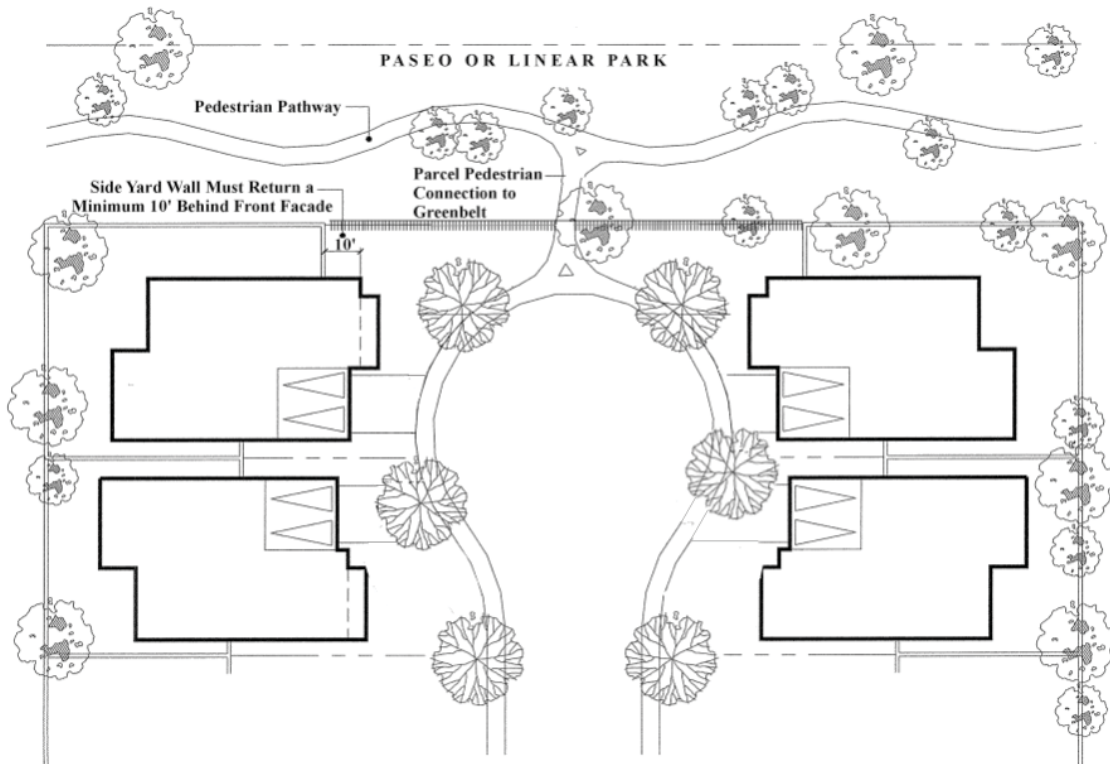 PASEO OR LINEAR PARK
Pedestrian Pathway
Parcel Pedestrian
Connection to
Greenbelt
Side Yard Wall Must Return a
Minimum 10' Behind Front Facade
10'